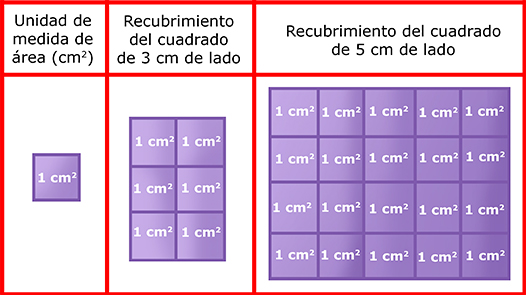 Unidad de
medida de
área (cm²)
Recubrimiento
del cuadrado
de 3 cm de lado
Recubrimiento del cuadrado
de 5 cm de lado
1 cm²
1 cm² 1 cm²
1 cm² 1 cm²
1 cm² 1 cm²
1 cm² 1 cm² 1 cm² 1 cm² 1 cm²
1 cm² 1 cm² 1 cm² 1 cm² 1 cm²
1 cm² 1 cm² 1 cm² 1 cm² 1 cm²
1 cm² 1 cm² 1 cm² 1 cm² 1 cm²